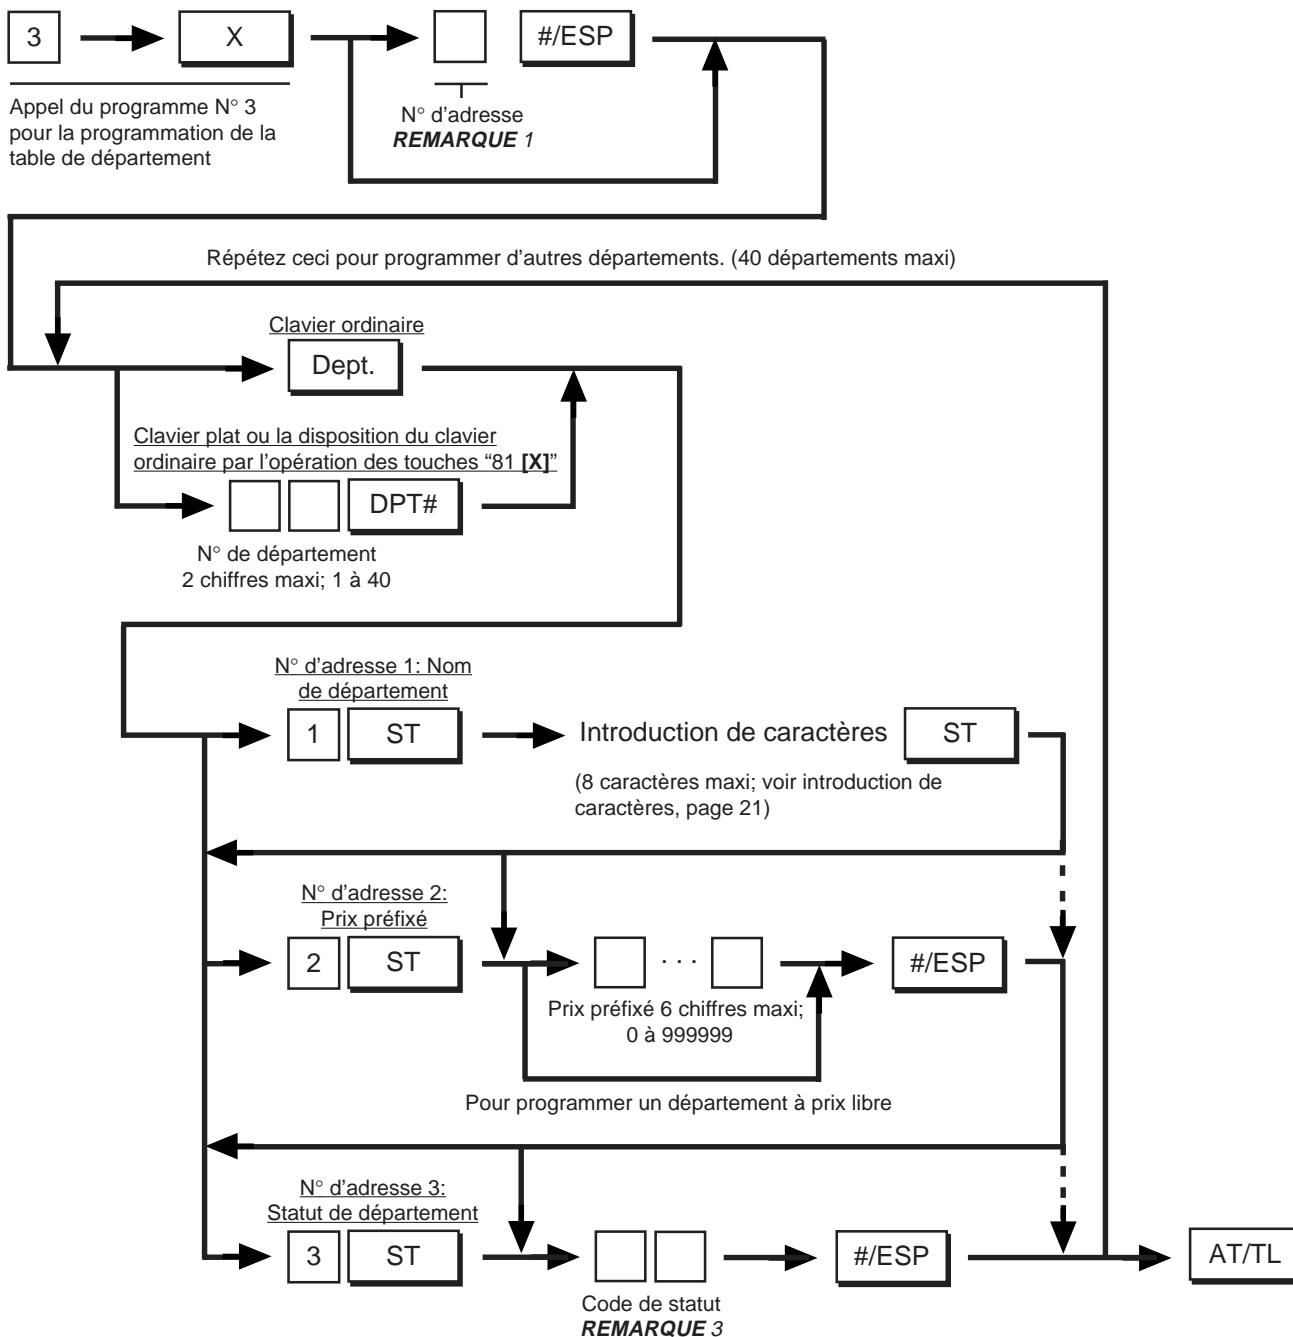 3 X #/ESP
Appel du programme N° 3
pour la programmation de la
table de département
N° d'adresse
REMARQUE 1
Répétez ceci pour programmer d'autres départements. (40 départements maxi)
Clavier ordinaire
Dept.
Clavier plat ou la disposition du clavier
ordinaire par l'opération des touches “81 [X]”
DPT#
N° de département
2 chiffres maxi; 1 à 40
N° d'adresse 1: Nom
de département
1 ST Introduction de caractères ST
(8 caractères maxi; voir introduction de
caractères, page 21)
N° d'adresse 2:
Prix préfixé
2 ST · · · #/ESP
Prix préfixé 6 chiffres maxi;
0 à 999999
Pour programmer un département à prix libre
N° d'adresse 3:
Statut de département
3 ST #/ESP AT/TL
Code de statut
REMARQUE 3